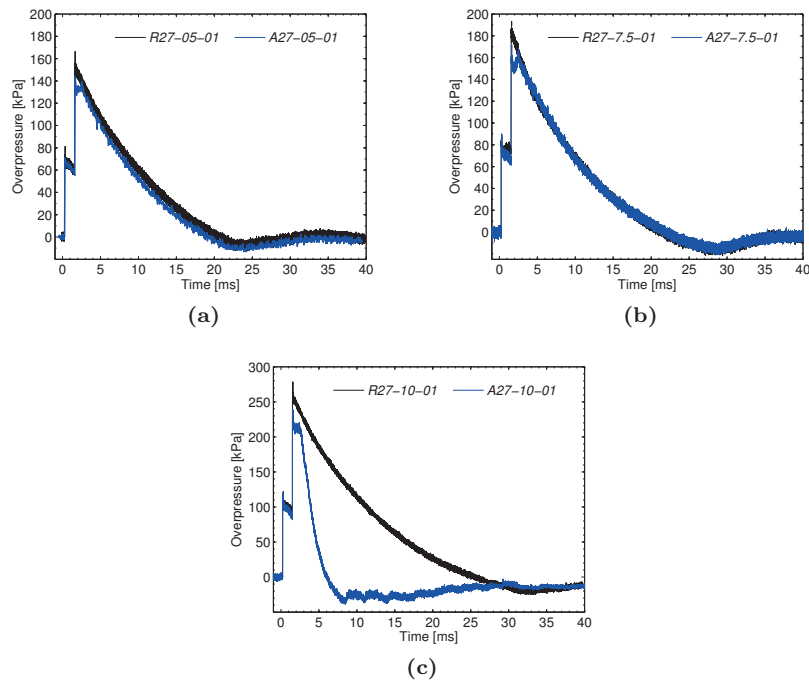 R27−05−01 A27−05−01
Overpressure [kPa]
200
180
160
140
120
100
80
60
40
20
0
0 5 10 15 20 25 30 35 40
Time [ms]
(a)
R27−7.5−01 A27−7.5−01
Overpressure [kPa]
200
180
160
140
120
100
80
60
40
20
0
0 5 10 15 20 25 30 35 40
Time [ms]
(b)
R27−10−01 A27−10−01
Overpressure [kPa]
300
250
200
150
100
50
0
0 5 10 15 20 25 30 35 40
Time [ms]
(c)